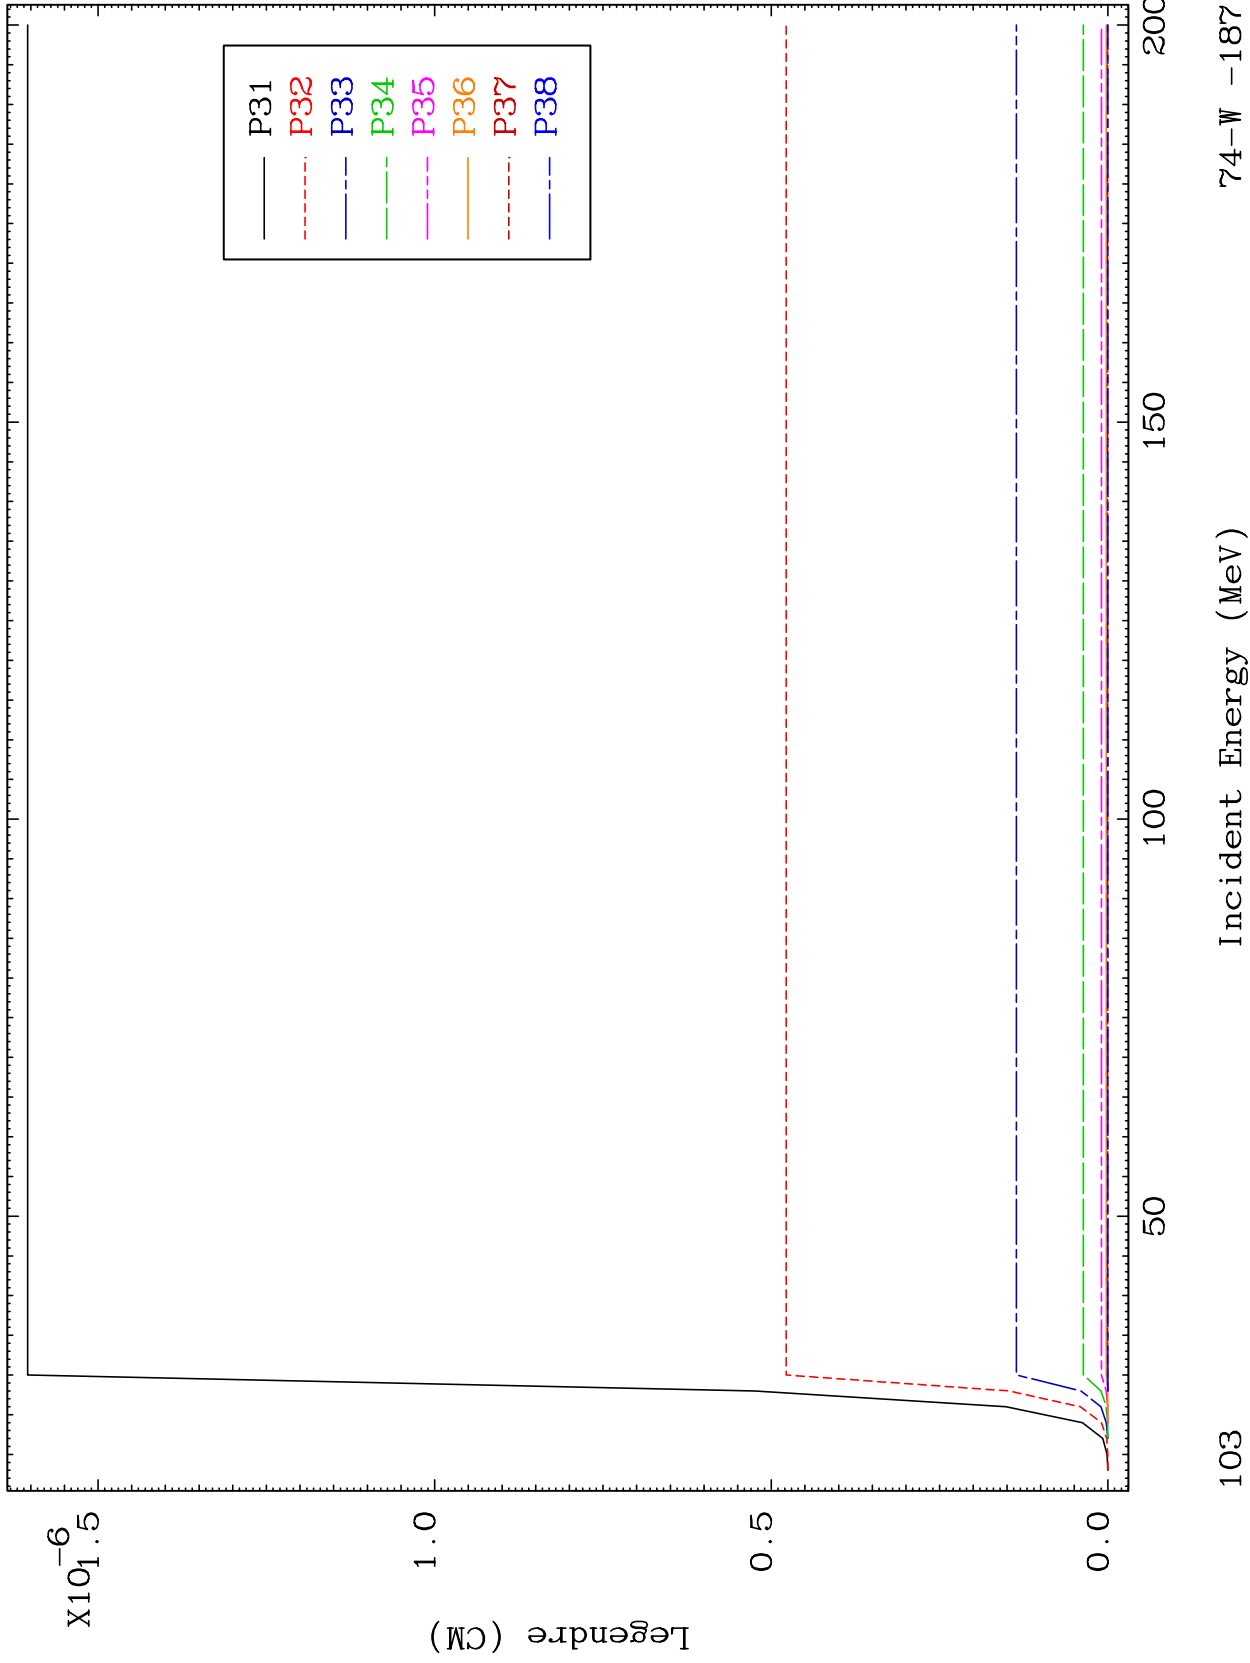 X10-6
1.5
1.0
0.5
0.0
Legendre (CM)
P31
P32
P33
P34
P35
P36
P37
P38
50
100
150
200
Incident Energy (MeV)
103
74-W -187